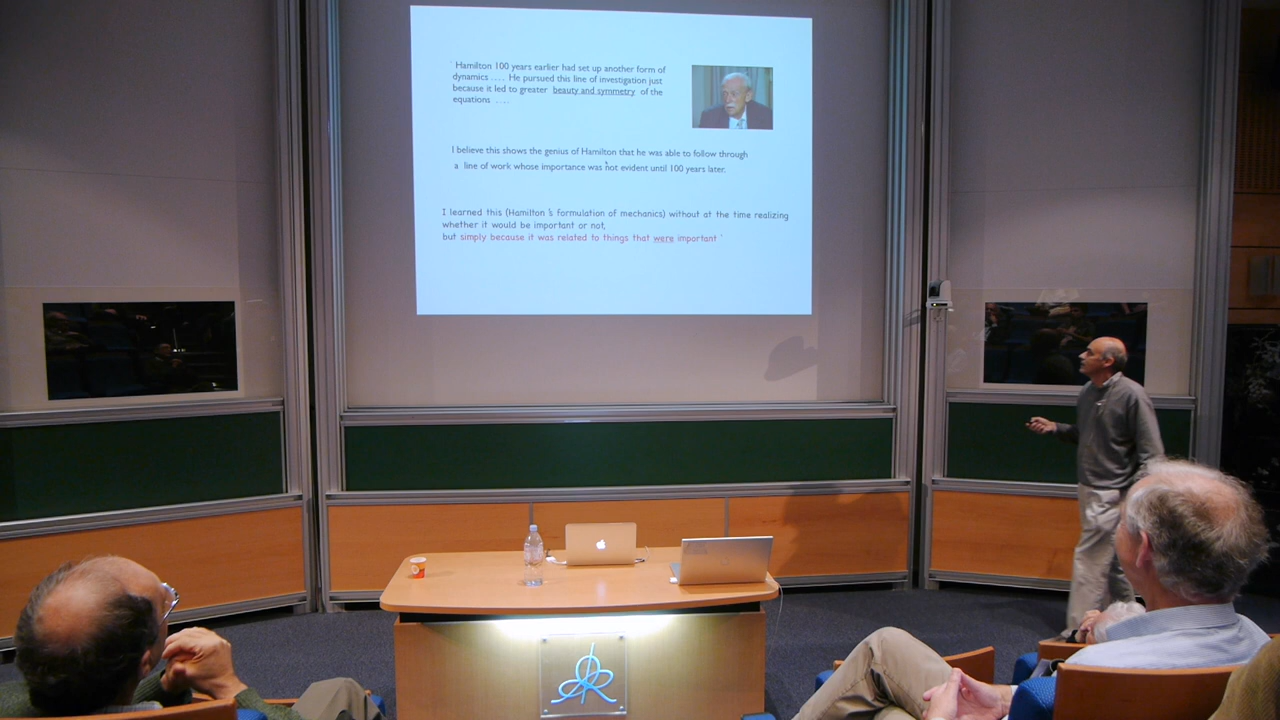 ' Hamilton 100 years earlier had set up another form of
dynamics .... He pursued this line of investigation just
because it led to greater beauty and symmetry of the
equations ....
I believe this shows the genius of Hamilton that he was able to follow through
a line of work whose importance was not evident until 100 years later.
I learned this (Hamilton 's formulation of mechanics) without at the time realizing
whether it would be important or not,
but simply because it was related to things that were important '